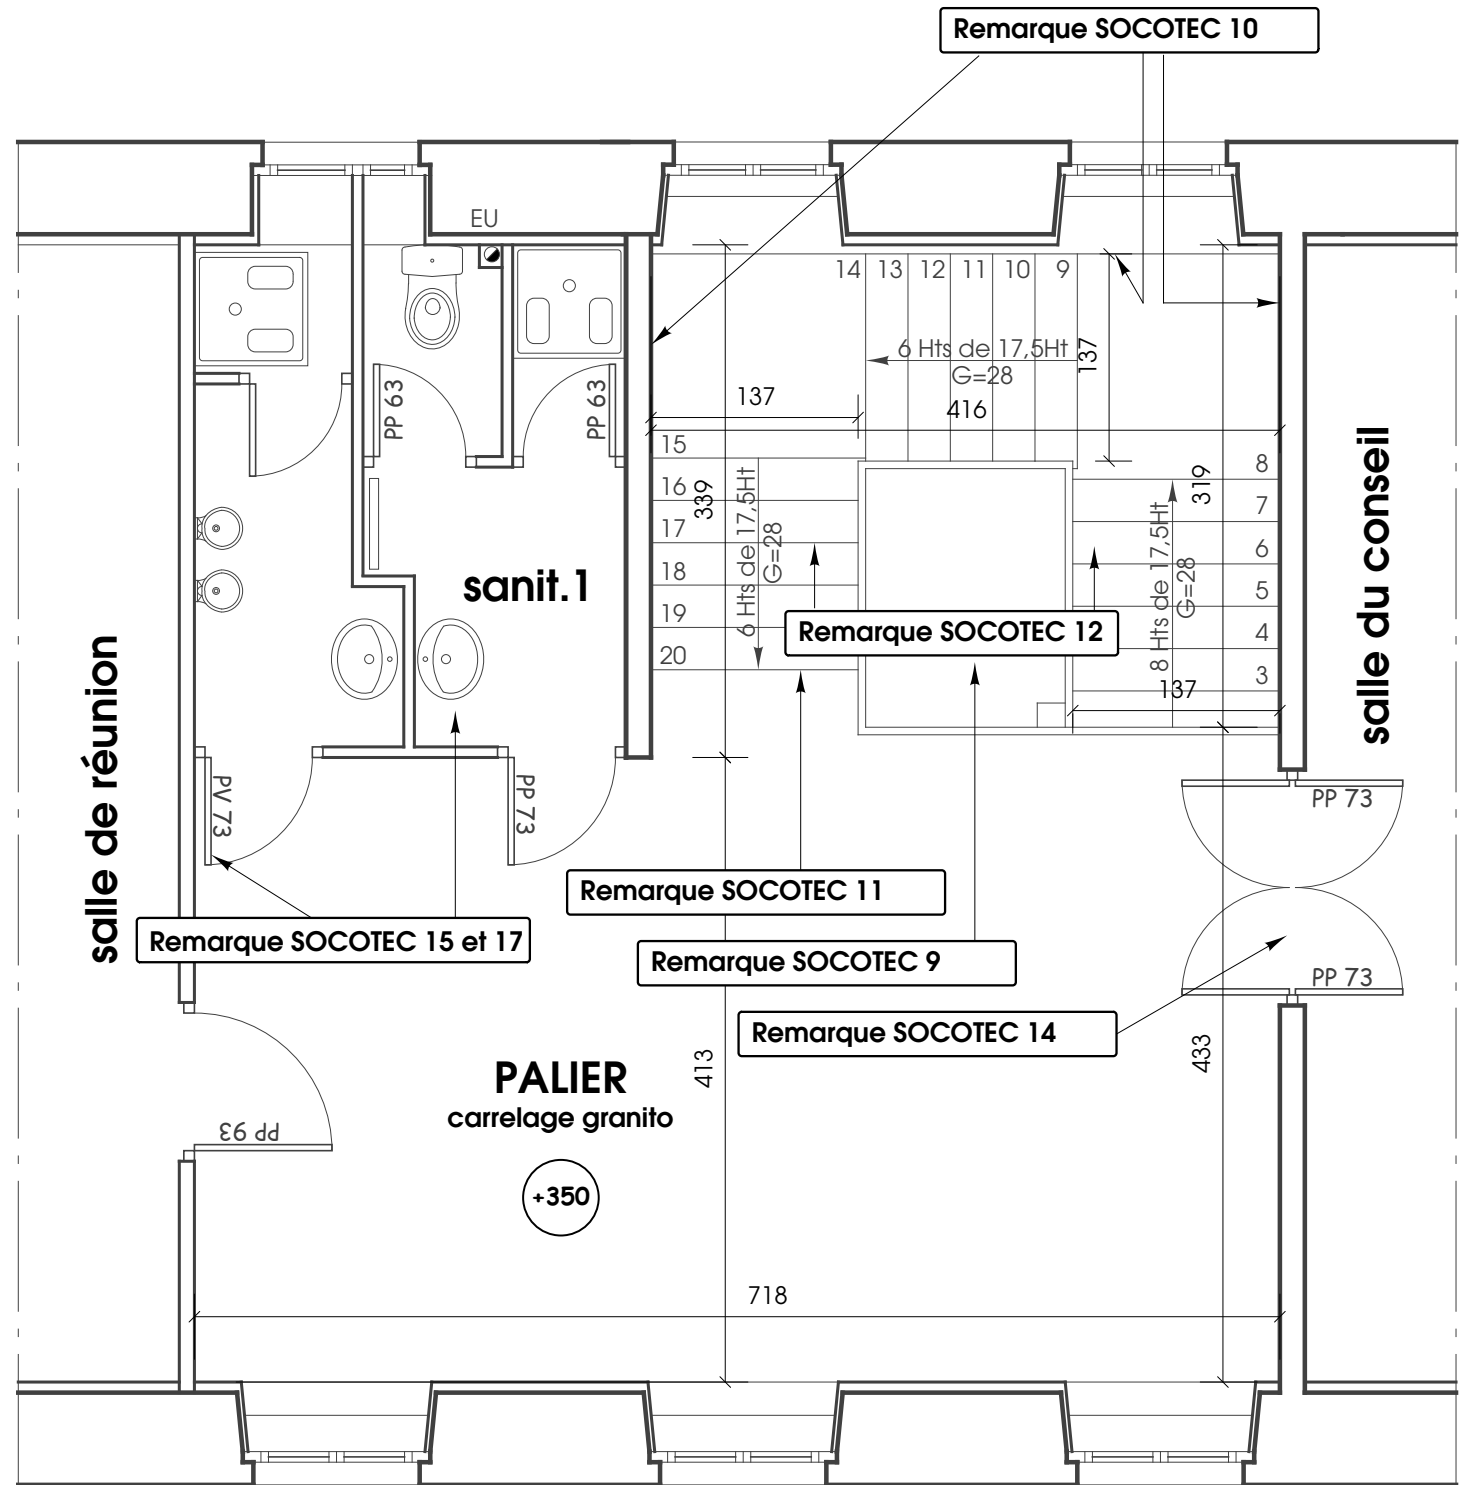 Remarque SOCOTEC 10
EU
14 13 12 11 10 9
6 Hts de 17,5Ht
G=28
137
137
416
PP 63
PP 63
15
16
17
18
19
20
339
6 Hts de 17,5Ht
G=28
8
7
6
5
4
3
319
8 Hts de 17,5Ht
G=28
137
sanit.1
Remarque SOCOTEC 12
salle du conseil
salle de réunion
PV 73
PP 73
PP 73
Remarque SOCOTEC 11
Remarque SOCOTEC 15 et 17
Remarque SOCOTEC 9
PP 73
Remarque SOCOTEC 14
413
433
PALIER
carrelage granito
PP 93
+350
718